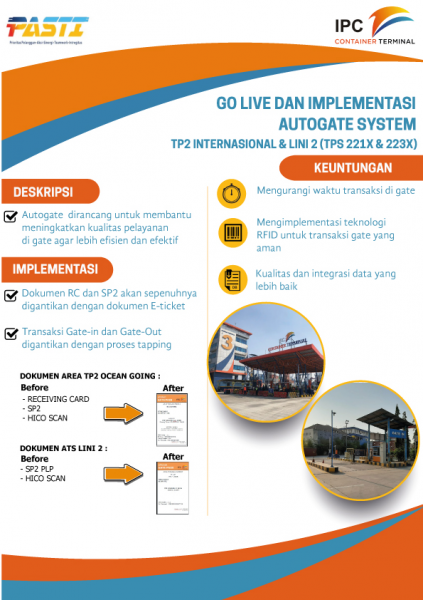 PASTI
IPC
CONTAINER TERMINAL
GO LIVE DAN IMPLEMENTASI
AUTOGATE SYSTEM
TP2 INTERNASIONAL & LINI 2 (TPS 221X & 223X)
DESKRIPSI
Autogate dirancang untuk membantu
meningkatkan kualitas pelayanan
di gate agar lebih efisien dan efektif
IMPLEMENTASI
Dokumen RC dan SP2 akan sepenuhnya
digantikan dengan dokumen E-ticket
Transaksi Gate-in dan Gate-Out
digantikan dengan proses tapping
DOKUMEN AREA TP2 OCEAN GOING :
Before
- RECEIVING CARD
- SP2
- HICO SCAN
After
DOKUMEN ATS LINI 2 :
Before
- SP2 PLP
- HICO SCAN
After
KEUNTUNGAN
Mengurangi waktu transaksi di gate
Mengimplementasi teknologi
RFID untuk transaksi gate yang
aman
Kualitas dan integrasi data yang
lebih baik
3